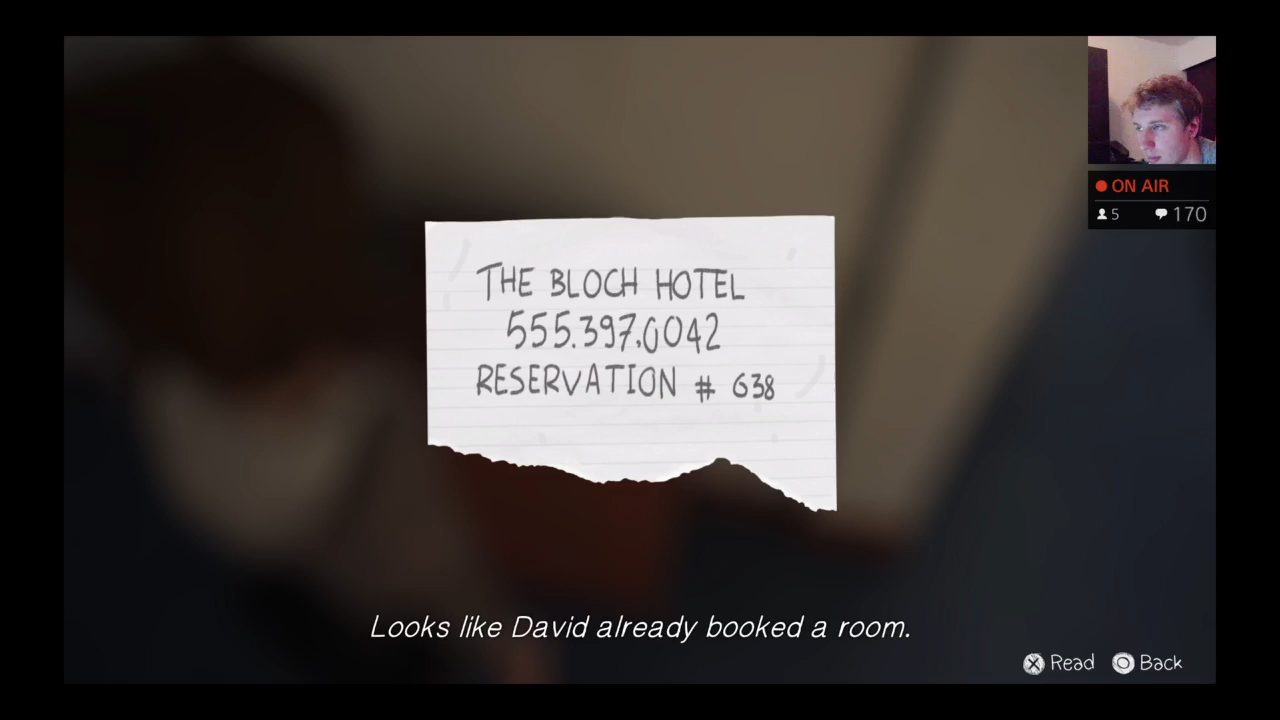 ON AIR
5 170
THE BLOCH HOTEL
555.397.0042
RESERVATION # 638
Looks like David already booked a room.
Read Back